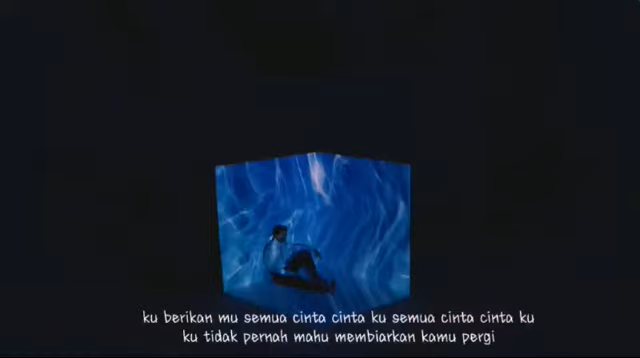 ku berikan mu semua cinta cinta ku semua cinta cinta ku
ku tidak pernah mahu membiarkan kamu pergi